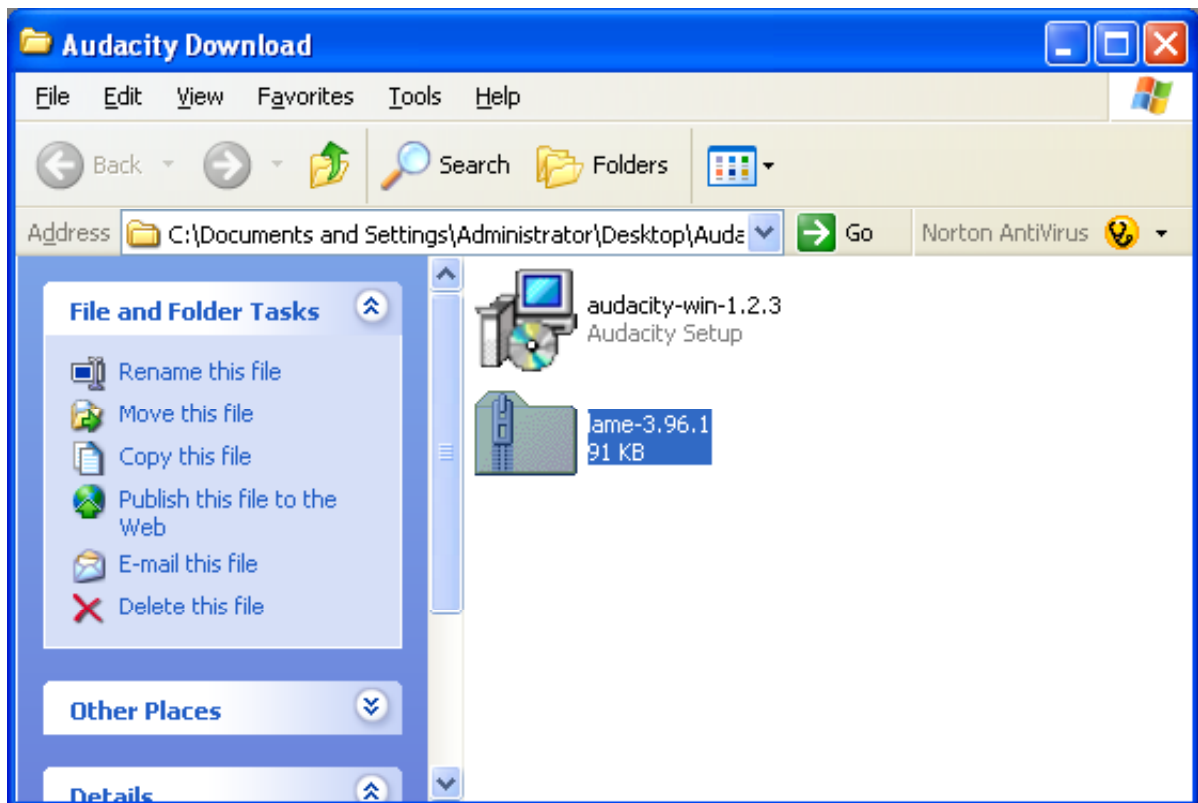 Audacity Download
File Edit View Favorites Tools Help
Back Search Folders
Address C:\Documents and Settings\Administrator\Desktop\Auda Go Norton AntiVirus
File and Folder Tasks
Rename this file
Move this file
Copy this file
Publish this file to the
Web
E-mail this file
Delete this file
Other Places
Details
audacity-win-1.2.3
Audacity Setup
lame-3.96.1
91 KB